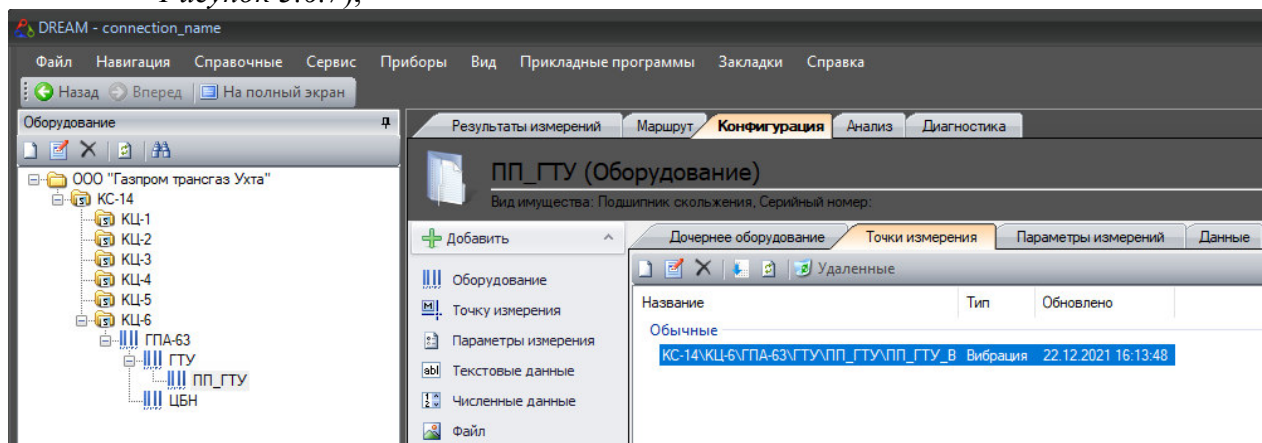 DREAM - connection_name
Файл Навигация Справочные Сервис Приборы Вид Прикладные программы Закладки Справка
Назад Вперед На полный экран
Оборудование
ООО "Газпром трансгаз Ухта"
КС-14
КЦ-1
КЦ-2
КЦ-3
КЦ-4
КЦ-5
КЦ-6
ГПА-63
ГТУ
ПП_ГТУ
ЦБН
Результаты измерений Маршрут Конфигурация Анализ Диагностика
ПП_ГТУ (Оборудование)
Вид имущества: Подшипник скольжения, Серийный номер:
Добавить
Оборудование
Точку измерения
Параметры измерения
Текстовые данные
Численные данные
Файл
Дочернее оборудование Точки измерения Параметры измерений Данные
Удаленные
Название Тип Обновлено
Обычные
КС-14\КЦ-6\ГПА-63\ГТУ\ПП_ГТУ\ПП_ГТУ_В Вибрация 22.12.2021 16:13:48